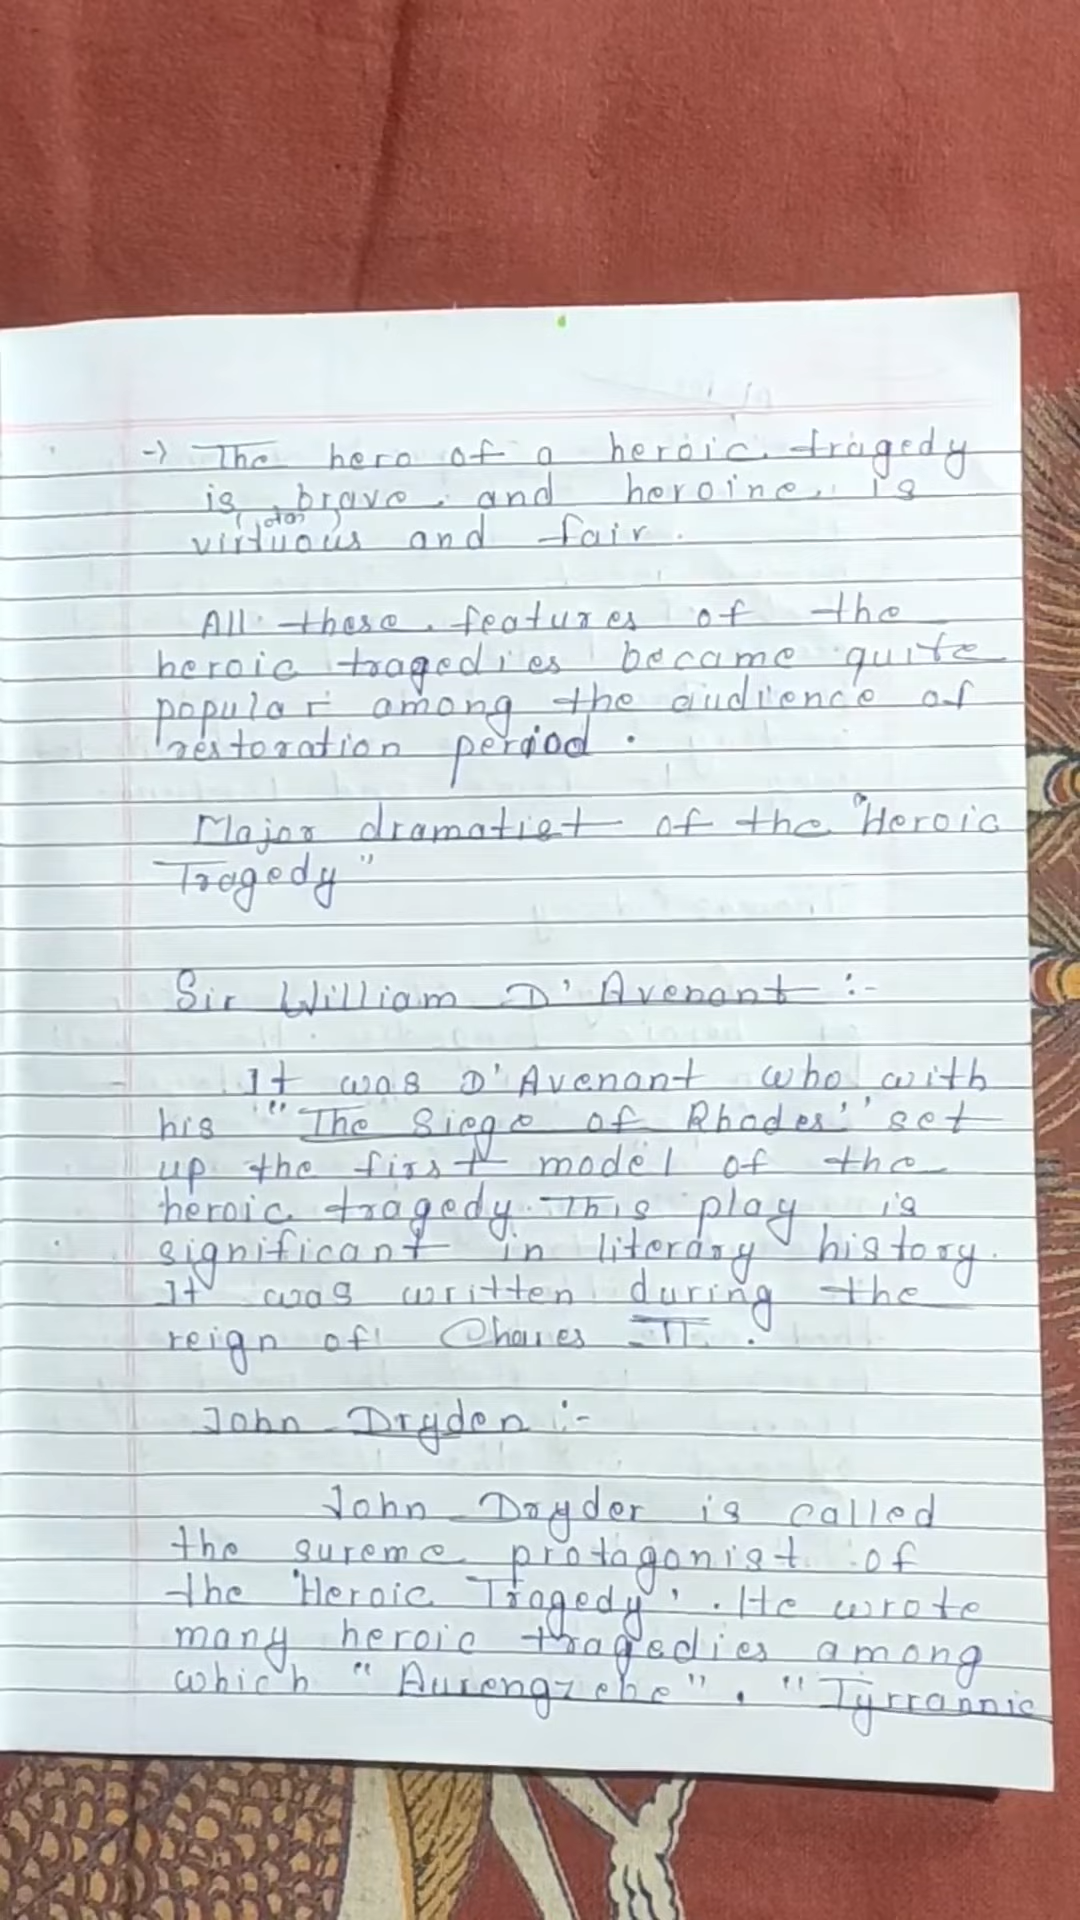 -> The hero of a heroic tragedy
is brave and heroine is
virtuous and fair.
All these features of the
heroic tragedies became quite
popular among the audience of
restoration period.
Major dramatist of the "Heroic
Tragedy"
Sir William D'Avenant :-
It was D'Avenant who with
his "The Siege of Rhodes" set
up the first model of the
heroic tragedy. This play is
significant in literary history.
It was written during the
reign of Chares II.
John Dryden :-
John Dryder is called
the sureme protagonist of
the 'Heroic Tragedy'. He wrote
many heroic tragedies among
which "Aurengzebe", "Tyrrannic